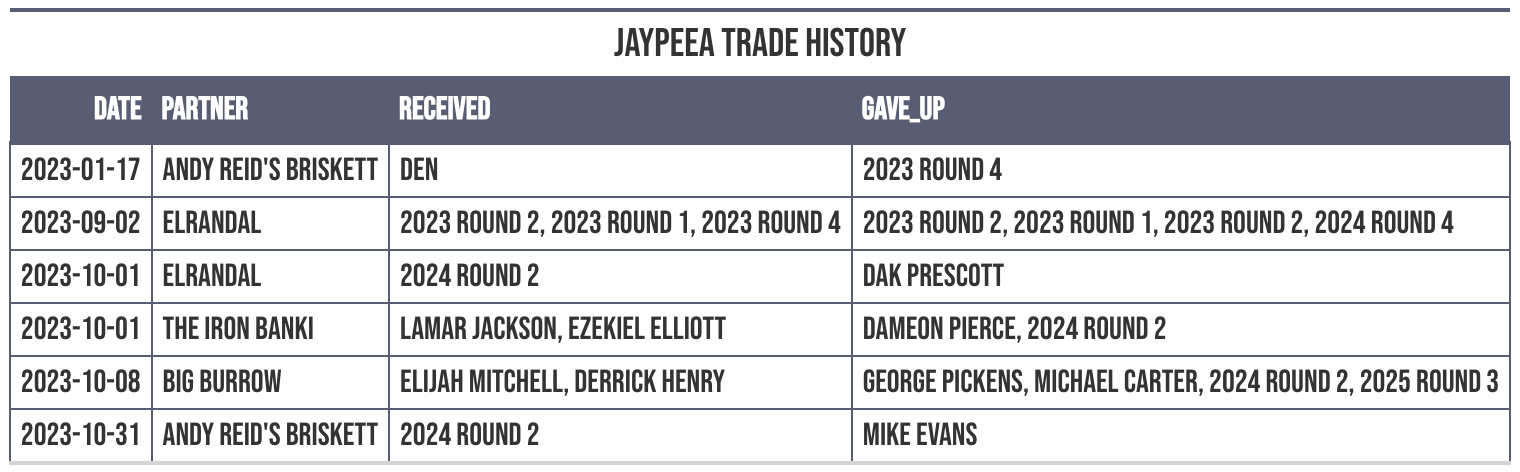 JAYPEEA TRADE HISTORY
DATE PARTNER RECEIVED GAVE_UP
2023-01-17 ANDY REID'S BRISKETT DEN 2023 ROUND 4
2023-09-02 ELRANDAL 2023 ROUND 2, 2023 ROUND 1, 2023 ROUND 4 2023 ROUND 2, 2023 ROUND 1, 2023 ROUND 2, 2024 ROUND 4
2023-10-01 ELRANDAL 2024 ROUND 2 DAK PRESCOTT
2023-10-01 THE IRON BANKI LAMAR JACKSON, EZEKIEL ELLIOTT DAMEON PIERCE, 2024 ROUND 2
2023-10-08 BIG BURROW ELIJAH MITCHELL, DERRICK HENRY GEORGE PICKENS, MICHAEL CARTER, 2024 ROUND 2, 2025 ROUND 3
2023-10-31 ANDY REID'S BRISKETT 2024 ROUND 2 MIKE EVANS